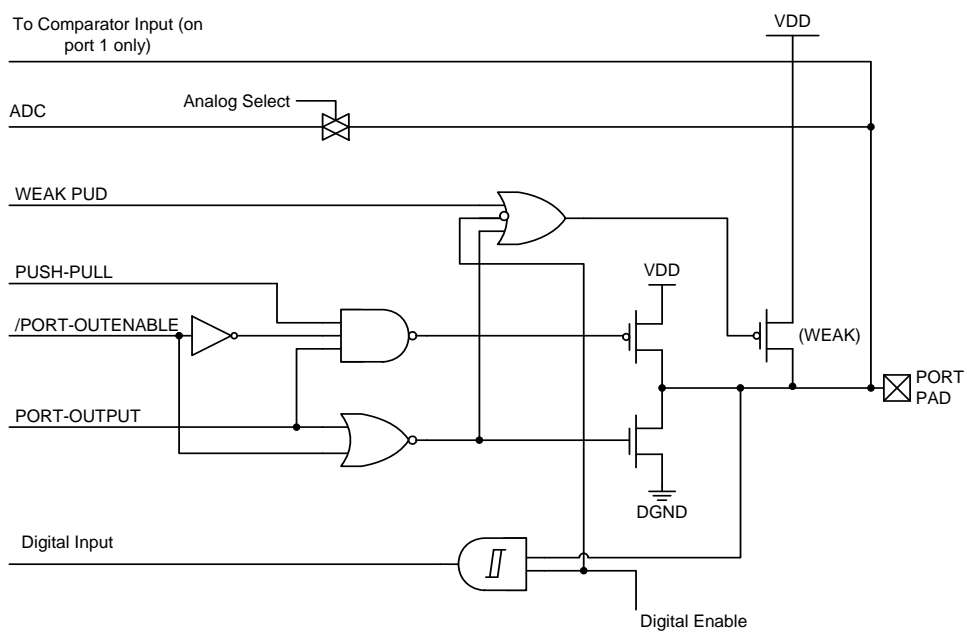 To Comparator Input (on
port 1 only)
VDD
Analog Select
ADC
WEAK PUD
PUSH-PULL
VDD
/PORT-OUTENABLE
(WEAK)
PORT
PAD
PORT-OUTPUT
DGND
Digital Input
Digital Enable